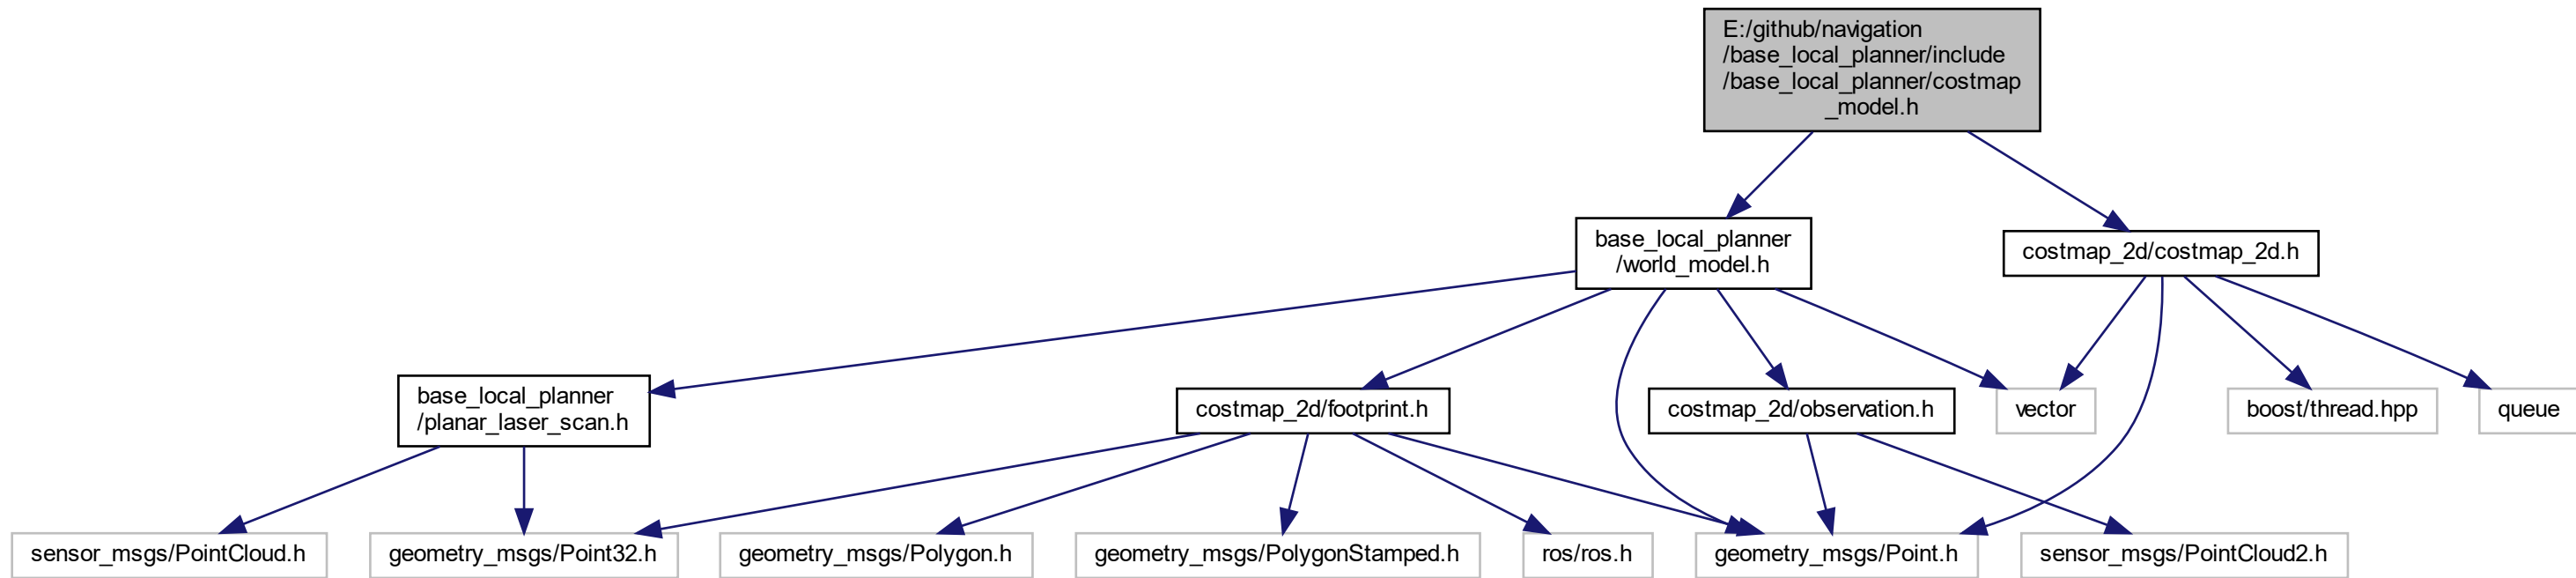 E:/github/navigation
/base_local_planner/include
/base_local_planner/costmap
_model.h
base_local_planner
/world_model.h
costmap_2d/costmap_2d.h
base_local_planner
/planar_laser_scan.h
costmap_2d/footprint.h
costmap_2d/observation.h
vector
boost/thread.hpp
queue
sensor_msgs/PointCloud.h
geometry_msgs/Point32.h
geometry_msgs/Polygon.h
geometry_msgs/PolygonStamped.h
ros/ros.h
geometry_msgs/Point.h
sensor_msgs/PointCloud2.h